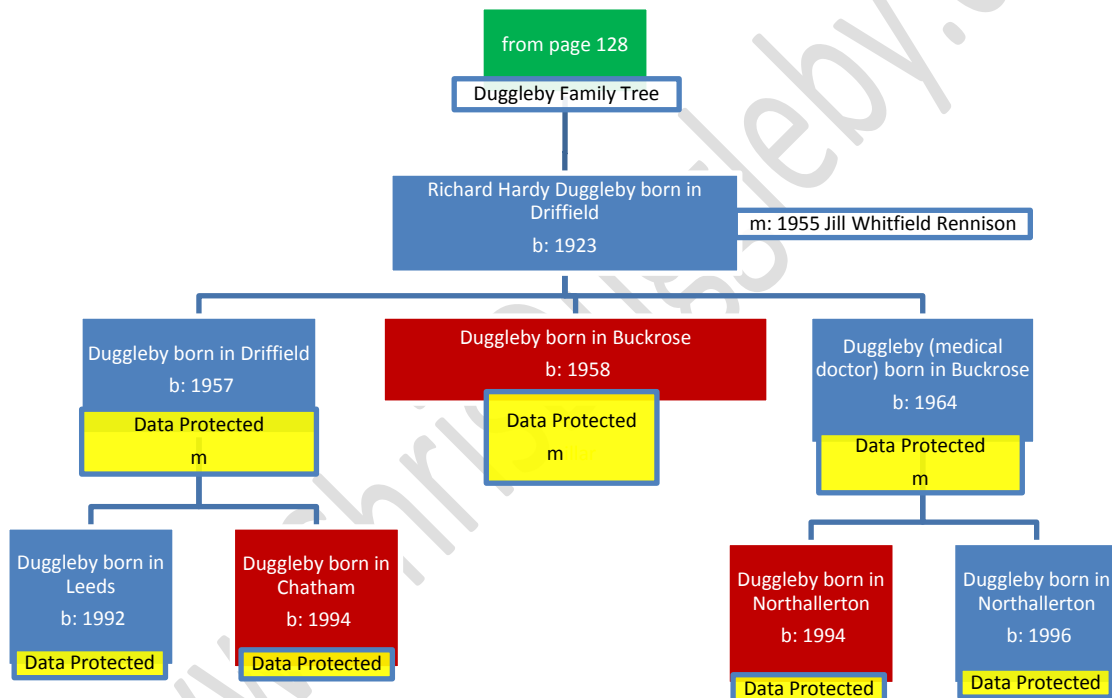 from page 128
Duggleby Family Tree
Richard Hardy Duggleby born in
Driffield
b: 1923
m: 1955 Jill Whitfield Rennison
Duggleby born in Driffield
b: 1957
Data Protected
m
Duggleby born in Buckrose
b: 1958
Data Protected
m
Duggleby (medical
doctor) born in Buckrose
b: 1964
Data Protected
m
Duggleby born in
Leeds
b: 1992
Data Protected
Duggleby born in
Chatham
b: 1994
Data Protected
Duggleby born in
Northallerton
b: 1994
Data Protected
Duggleby born in
Northallerton
b: 1996
Data Protected